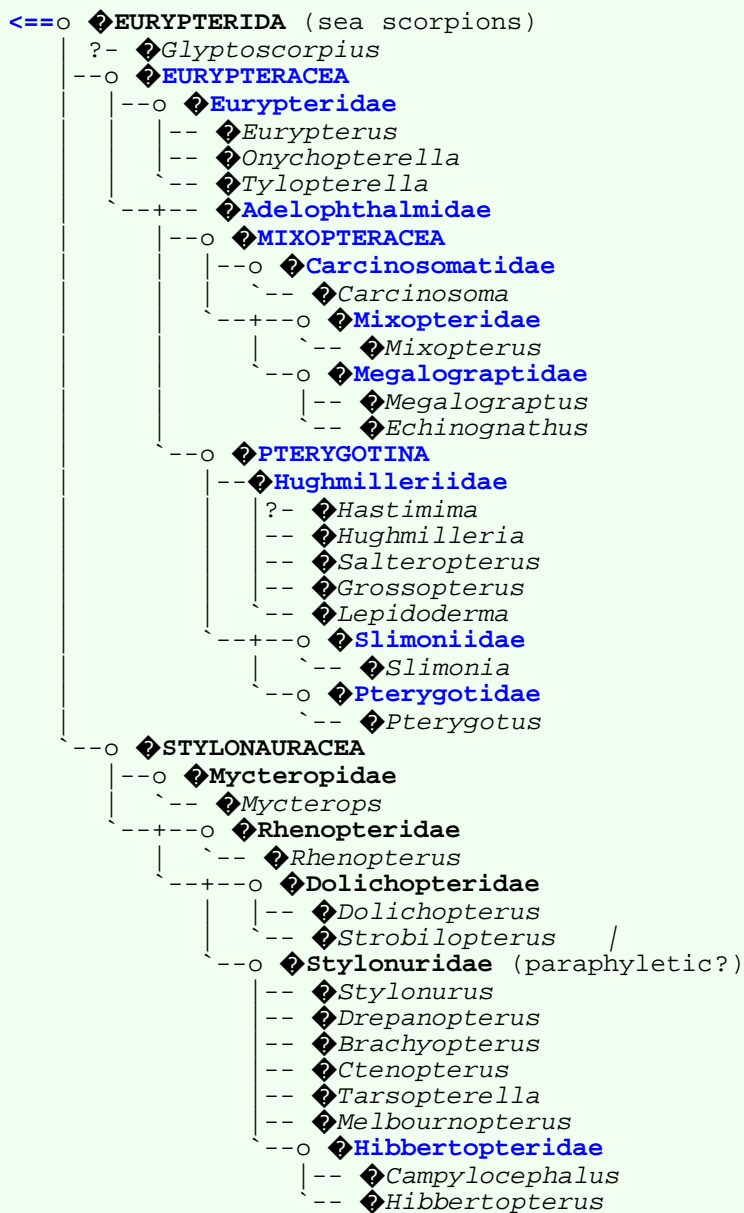 <==o �EURYPTERIDA (sea scorpions)
   | ?- �Glyptoscorpius
   |--o �EURYPTERACEA
   |  |--o �Eurypteridae
   |  |  |-- �Eurypterus
   |  |  |-- �Onychopterella
   |  |  `-- �Tylopterella
   |  `--+-- �Adelophthalmidae
   |     |--o �MIXOPTERACEA
   |     |  |--o �Carcinosomatidae
   |     |  |  `-- �Carcinosoma
   |     |  `--+--o �Mixopteridae
   |     |     |  `-- �Mixopterus
   |     |     `--o �Megalograptidae
   |     |        |-- �Megalograptus
   |     |        `-- �Echinognathus
   |     `--o �PTERYGOTINA
   |        |--�Hughmilleriidae
   |        |  |?- �Hastimima
   |        |  |-- �Hughmilleria
   |        |  |-- �Salteropterus
   |        |  |-- �Grossopterus
   |        |  `-- �Lepidoderma
   |        `--+--o �Slimoniidae
   |           |  `-- �Slimonia
   |           `--o �Pterygotidae
   |              `-- �Pterygotus
   `--o �STYLONAURACEA
      |--o �Mycteropidae
      |  `-- �Mycterops
      `--+--o �Rhenopteridae
         |  `-- �Rhenopterus
         `--+--o �Dolichopteridae
            |  |-- �Dolichopterus
            |  `-- �Strobilopterus   /
            `--o �Stylonuridae (paraphyletic?)
               |-- �Stylonurus
               |-- �Drepanopterus
               |-- �Brachyopterus
               |-- �Ctenopterus
               |-- �Tarsopterella
               |-- �Melbournopterus
               `--o �Hibbertopteridae
                  |-- �Campylocephalus
                  `-- �Hibbertopterus